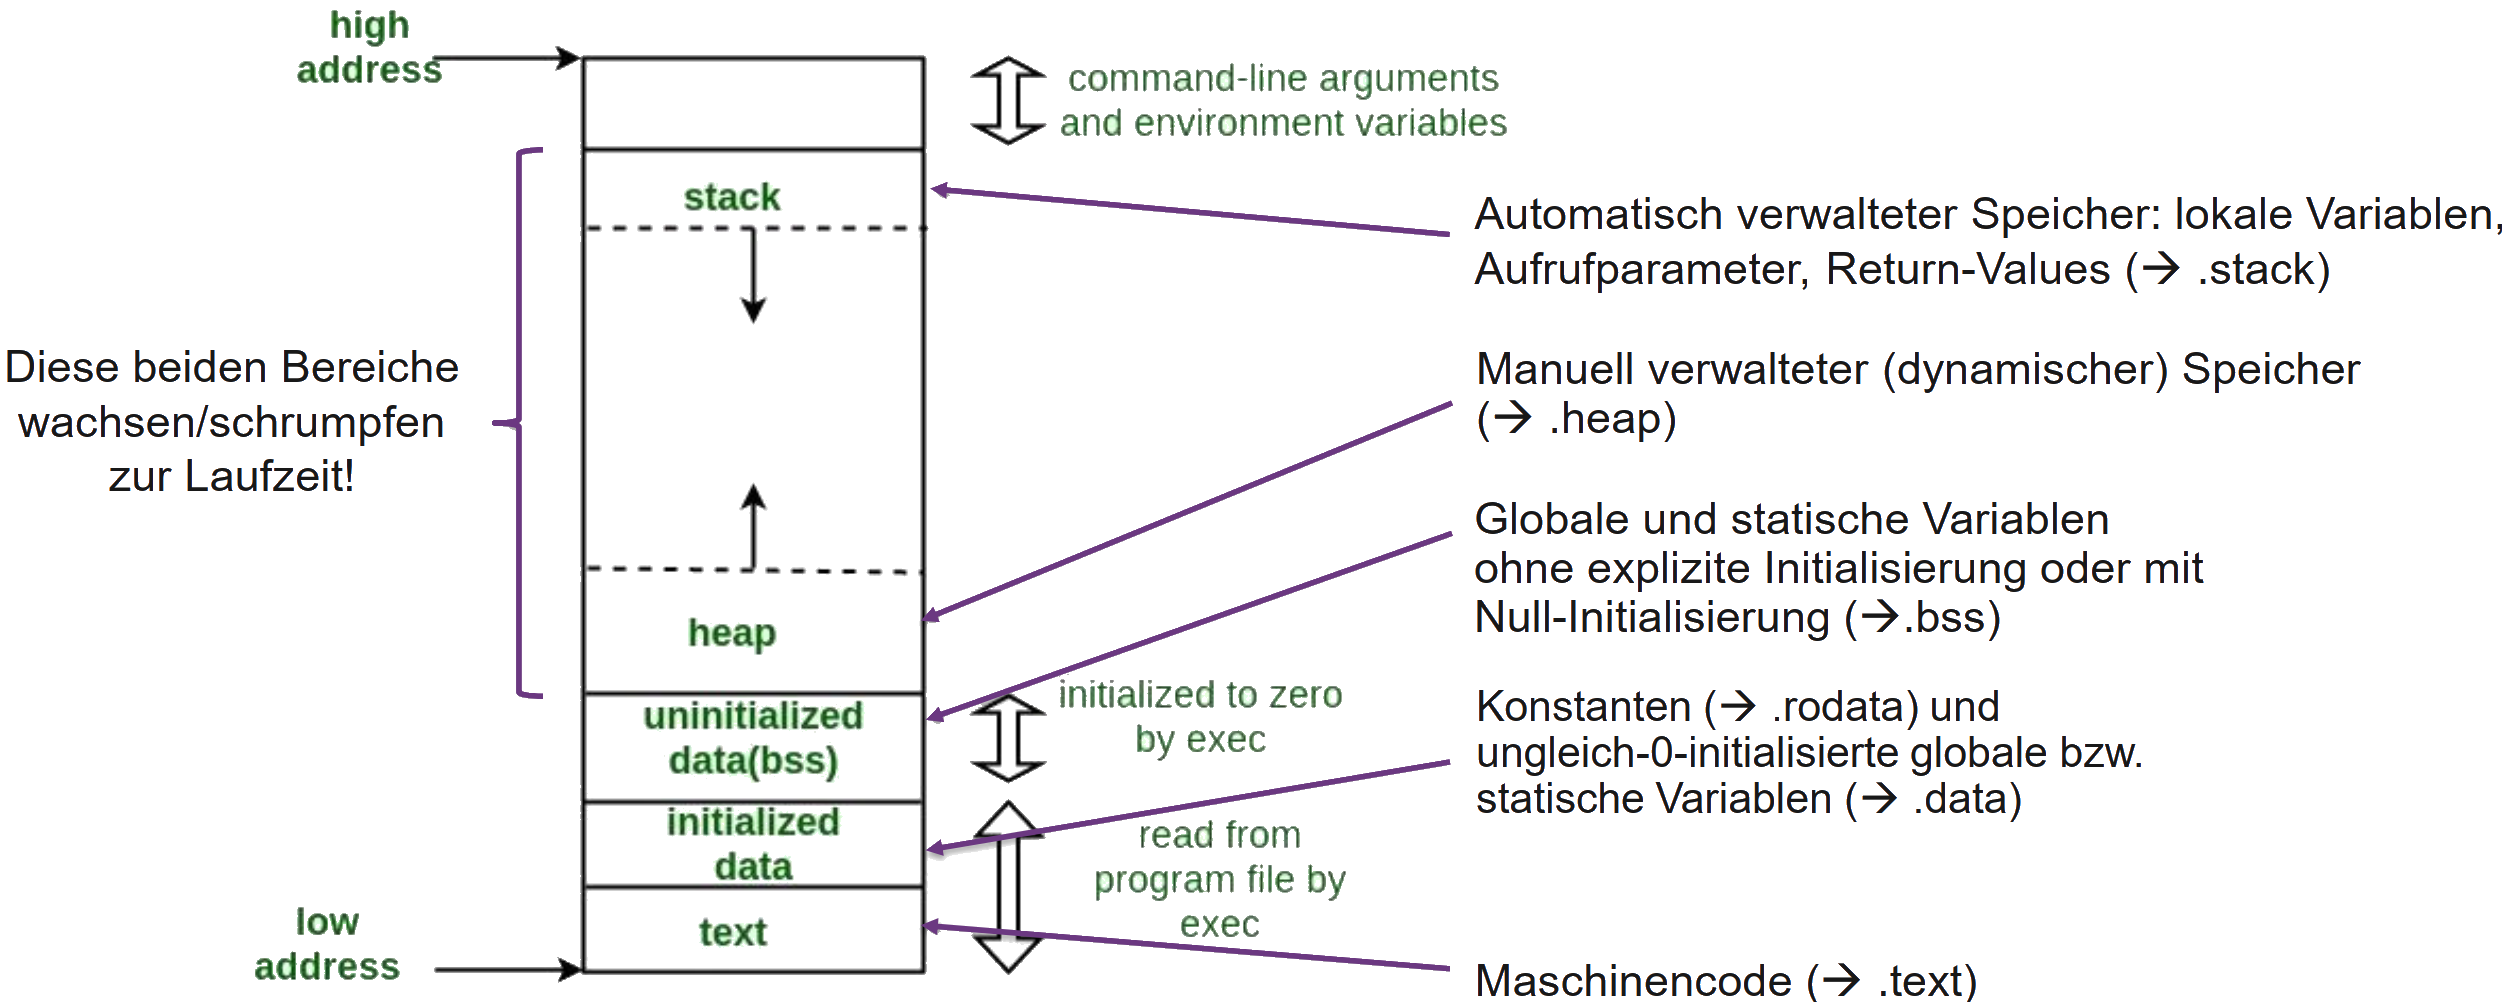 high
address
command-line arguments
and environment variables
stack
Automatisch verwalteter Speicher: lokale Variablen,
Aufrufparameter, Return-Values (→ .stack)
Diese beiden Bereiche
wachsen/schrumpfen
zur Laufzeit!
Manuell verwalteter (dynamischer) Speicher
(→ .heap)
heap
Globale und statische Variablen
ohne explizite Initialisierung oder mit
Null-Initialisierung (→.bss)
uninitialized
data(bss)
initialized to zero
by exec
Konstanten (→ .rodata) und
ungleich-0-initialisierte globale bzw.
statische Variablen (→ .data)
initialized
data
read from
program file by
exec
low
address
text
Maschinencode (→ .text)